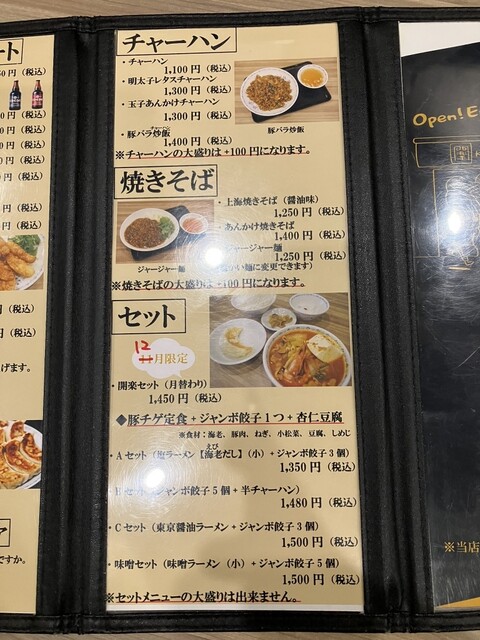 チャーハン
・チャーハン
1,100円(税込)
・明太子レタスチャーハン
1,300円(税込)
・玉子あんかけチャーハン
1,300円(税込)
・豚バラ炒飯
1,400円(税込)
豚バラ炒飯
※チャーハンの大盛りは+100円になります。
焼きそば
・上海焼きそば(醤油味)
1,250円(税込)
・あんかけ焼きそば
1,400円(税込)
ジャージャー麺
1,250円(税込)
麺に変更できます)
ジャージャー麺
※焼きそばの大盛りは+100円になります。
セット
12月限定
・開楽セット(月替わり)
1,450円(税込)
◆豚チゲ定食+ジャンボ餃子1つ+杏仁豆腐
※食材:海老、豚肉、ねぎ、小松菜、豆腐、しめじ
・Aセット(塩ラーメン【海老だし】(小)+ジャンボ餃子3個)
1,350円(税込)
・Bセット(ジャンボ餃子5個+半チャーハン)
1,480円(税込)
・Cセット(東京醤油ラーメン+ジャンボ餃子3個)
1,500円(税込)
・味噌セット(味噌ラーメン(小)+ジャンボ餃子5個)
1,500円(税込)
※セットメニューの大盛りは出来ません。
Open!
※当店